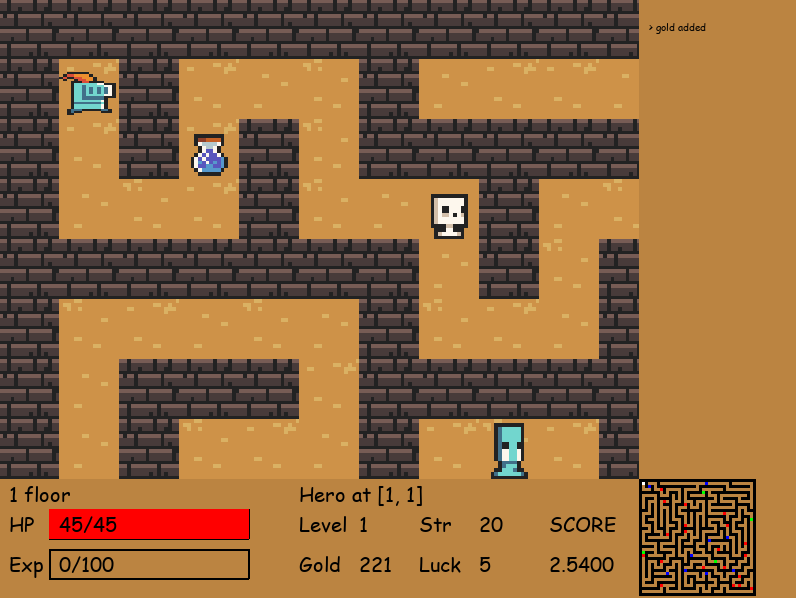 > gold added
1 floor
Hero at [1, 1]
HP 45/45
Level 1 Str 20 SCORE
Exp 0/100
Gold 221 Luck 5 2.5400